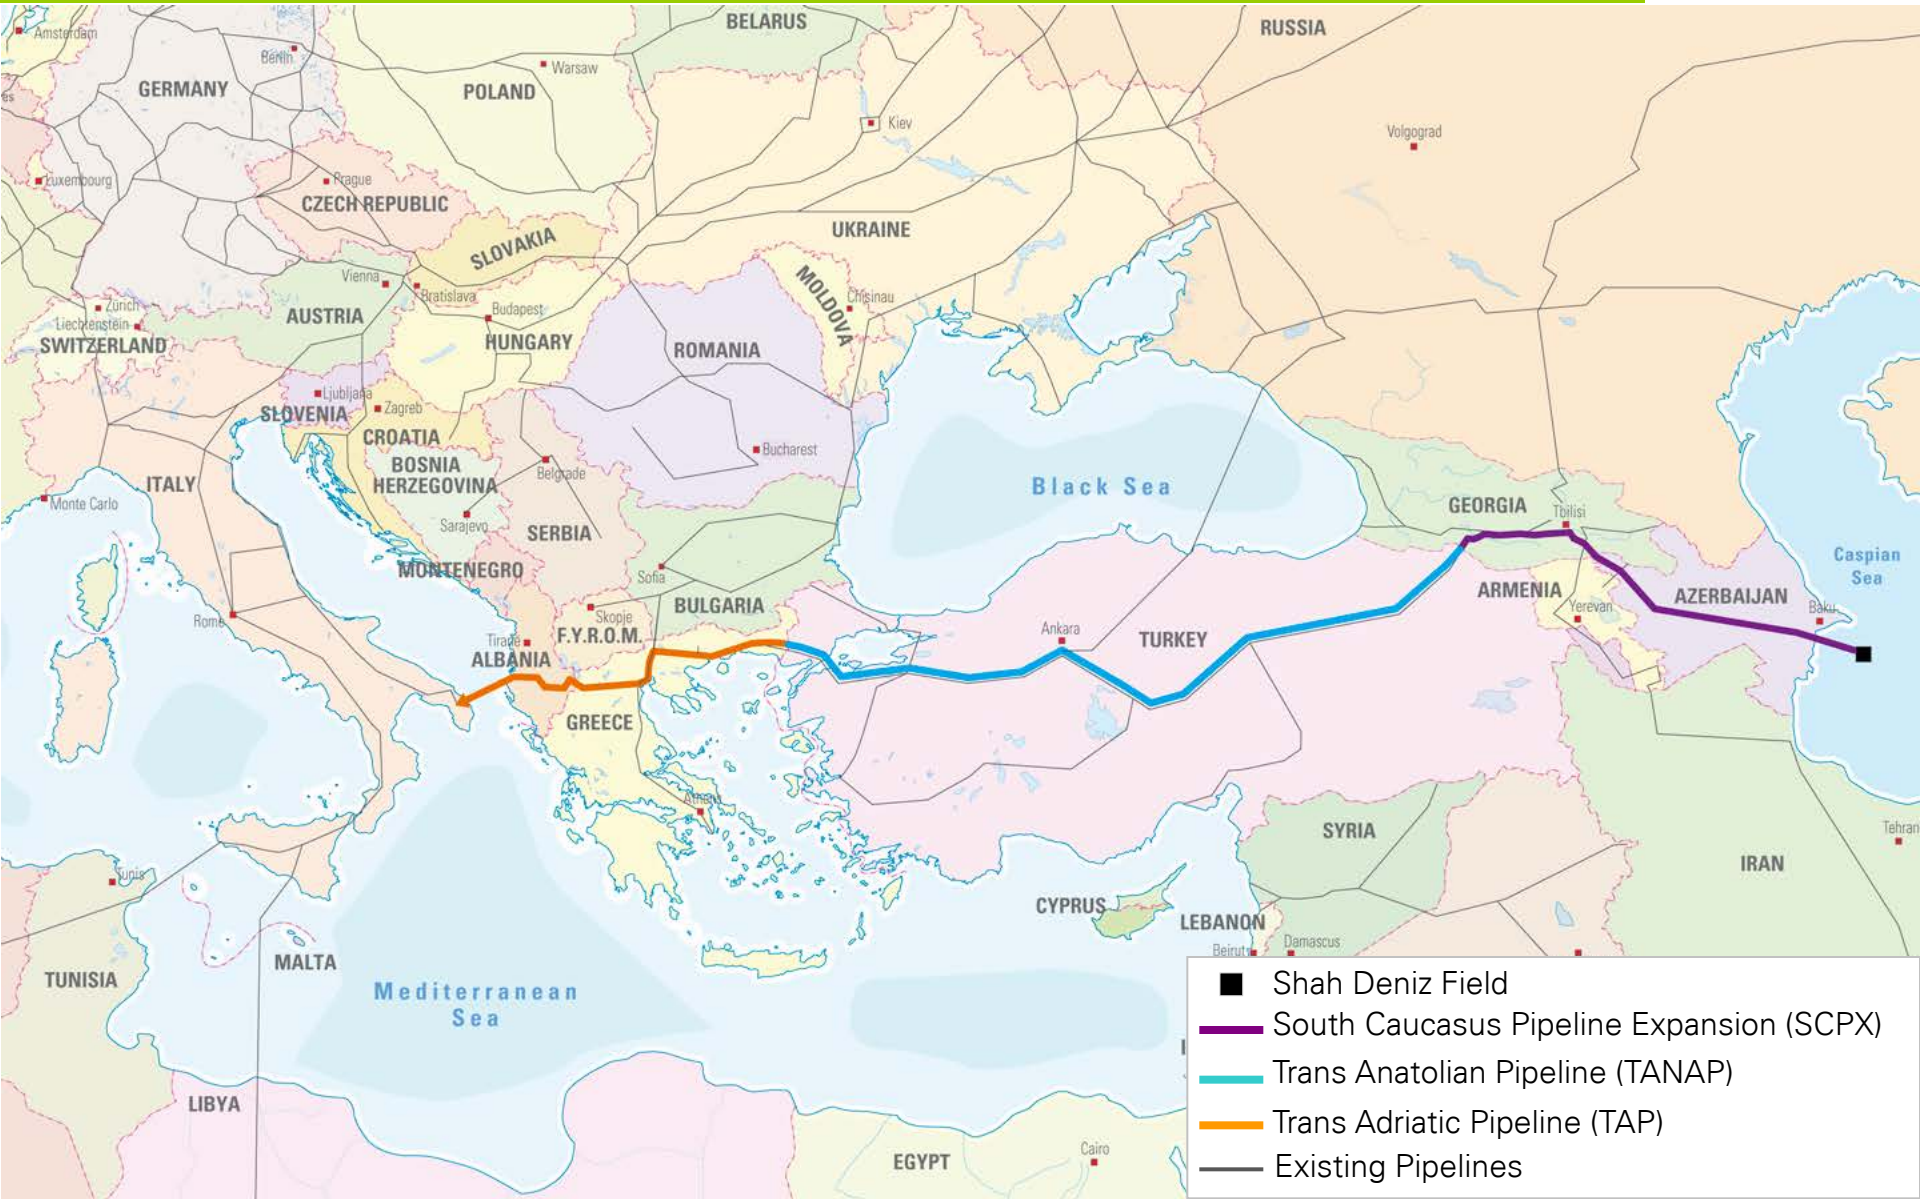 BELARUS
RUSSIA
Amsterdam
Berlin
Warsaw
GERMANY
POLAND
es
Kiev
Volgograd
Luxembourg
Prague
CZECH REPUBLIC
UKRAINE
SLOVAKIA
Vienna
Bratislava
MOLDOVA
Chisinau
Zürich
Liechtenstein
AUSTRIA
Budapest
SWITZERLAND
HUNGARY
ROMANIA
Ljubljana
SLOVENIA
Zagreb
CROATIA
Bucharest
BOSNIA
HERZEGOVINA
Belgrade
ITALY
Black Sea
Monte Carlo
GEORGIA
Tbilisi
Sarajevo
SERBIA
Caspian
Sea
MONTENEGRO
Sofia
ARMENIA
AZERBAIJAN
BULGARIA
Yerevan
Baku
Rome
Skopje
F.Y.R.O.M.
Ankara
TURKEY
Tirane
ALBANIA
GREECE
Athens
SYRIA
Tehran
IRAN
Tunis
CYPRUS
LEBANON
Beirut
Damascus
MALTA
TUNISIA
Mediterranean
Sea
LIBYA
EGYPT
Cairo
Shah Deniz Field
South Caucasus Pipeline Expansion (SCPX)
Trans Anatolian Pipeline (TANAP)
Trans Adriatic Pipeline (TAP)
Existing Pipelines